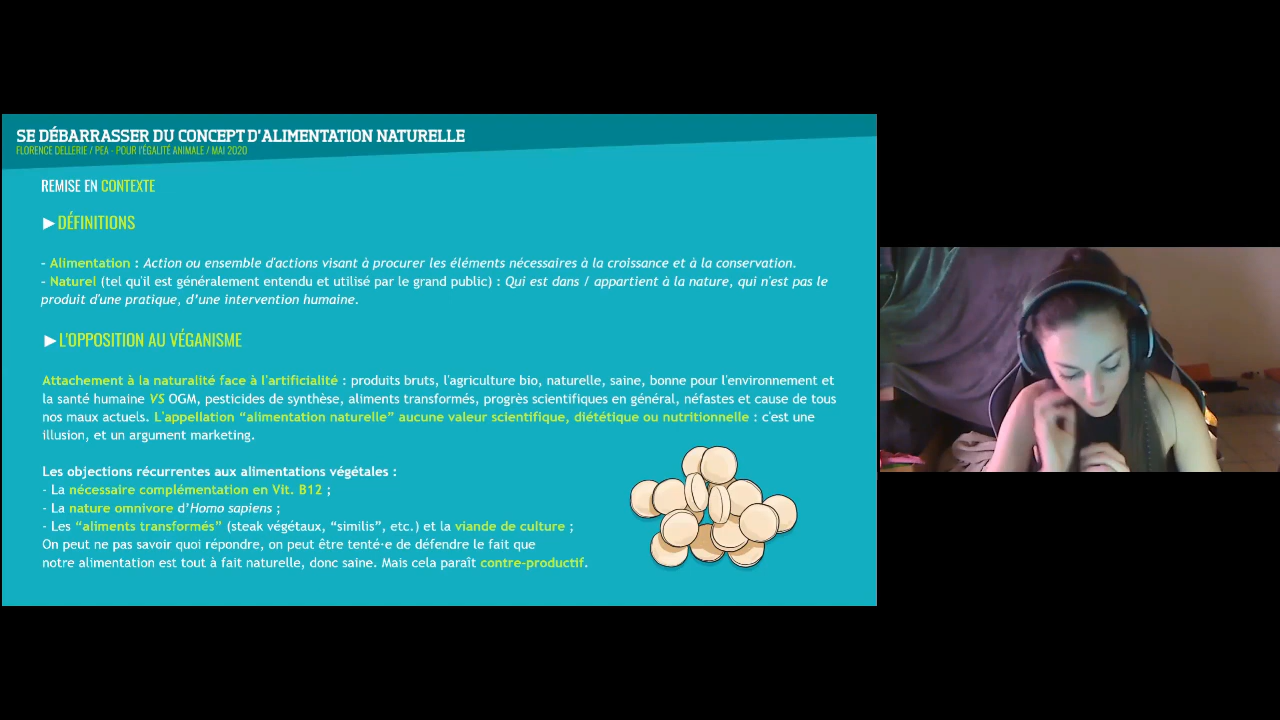 SE DÉBARRASSER DU CONCEPT D'ALIMENTATION NATURELLE
FLORENCE DELLERIE / PEA - POUR l'ÉGALITÉ ANIMALE / MAI 2020
REMISE EN CONTEXTE
►DÉFINITIONS
- Alimentation : Action ou ensemble d'actions visant à procurer les éléments nécessaires à la croissance et à la conservation.
- Naturel (tel qu'il est généralement entendu et utilisé par le grand public) : Qui est dans / appartient à la nature, qui n'est pas le
produit d'une pratique, d’une intervention humaine.
►L'OPPOSITION AU VÉGANISME
Attachement à la naturalité face à l'artificialité : produits bruts, l'agriculture bio, naturelle, saine, bonne pour l'environnement et
la santé humaine VS OGM, pesticides de synthèse, aliments transformés, progrès scientifiques en général, néfastes et cause de tous
nos maux actuels. L'appellation “alimentation naturelle” aucune valeur scientifique, diététique ou nutritionnelle : c'est une
illusion, et un argument marketing.
Les objections récurrentes aux alimentations végétales :
- La nécessaire complémentation en Vit. B12 ;
- La nature omnivore d’Homo sapiens ;
- Les “aliments transformés” (steak végétaux, “similis”, etc.) et la viande de culture ;
On peut ne pas savoir quoi répondre, on peut être tenté·e de défendre le fait que
notre alimentation est tout à fait naturelle, donc saine. Mais cela paraît contre-productif.